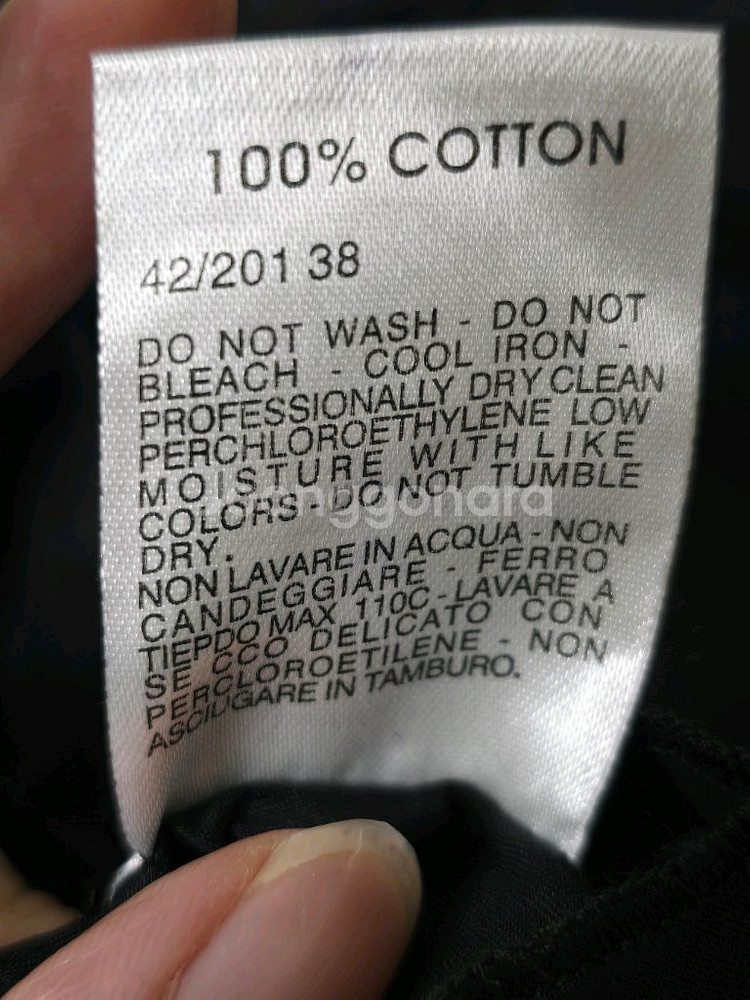 100% COTTON
42/201 38
DO NOT WASH - DO NOT
BLEACH - COOL IRON -
PROFESSIONALLY DRY CLEAN
PERCHLOROETHYLENE LOW
MOISTURE WITH LIKE
COLORS - DO NOT TUMBLE
DRY.
NON LAVARE IN ACQUA - NON
CANDEGGIARE - FERRO
TIEPDO MAX 110C - LAVARE A
SE CCO DELICATO CON
PERCLOROETILENE - NON
ASCIUGARE IN TAMBURO.